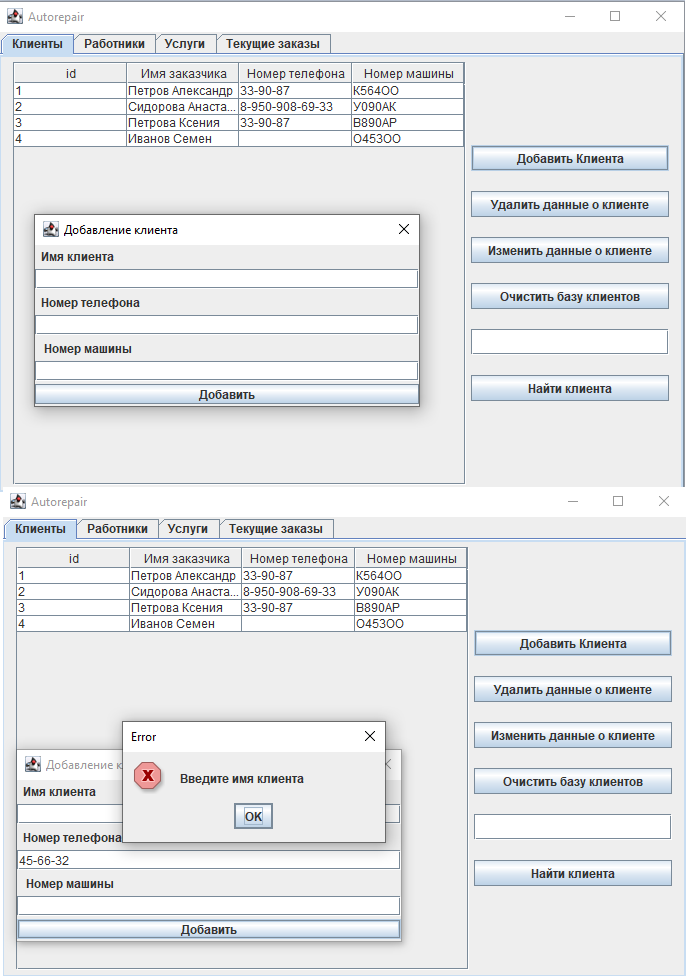 Autorepair
Клиенты Работники Услуги Текущие заказы
id Имя заказчика Номер телефона Номер машины
1 Петров Александр 33-90-87 К564ОО
2 Сидорова Анаста... 8-950-908-69-33 У090АК
3 Петрова Ксения 33-90-87 В890АР
4 Иванов Семен О453ОО
Добавить Клиента
Удалить данные о клиенте
Изменить данные о клиенте
Очистить базу клиентов
Найти клиента
Добавление клиента
Имя клиента
Номер телефона
Номер машины
Добавить
Autorepair
Клиенты Работники Услуги Текущие заказы
id Имя заказчика Номер телефона Номер машины
1 Петров Александр 33-90-87 К564ОО
2 Сидорова Анаста... 8-950-908-69-33 У090АК
3 Петрова Ксения 33-90-87 В890АР
4 Иванов Семен О453ОО
Добавить Клиента
Удалить данные о клиенте
Изменить данные о клиенте
Очистить базу клиентов
Найти клиента
Error
Введите имя клиента
OK
Добавление к
Имя клиента
Номер телефона
45-66-32
Номер машины
Добавить